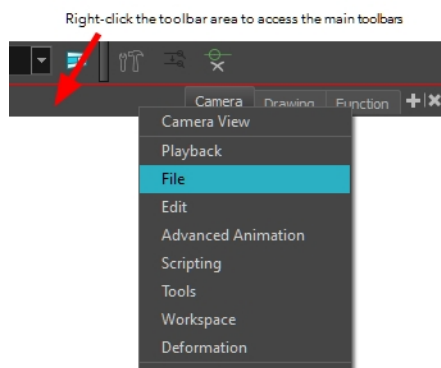 Right-click the toolbar area to access the main toolbars
Camera Drawing Function
Camera View
Playback
File
Edit
Advanced Animation
Scripting
Tools
Workspace
Deformation